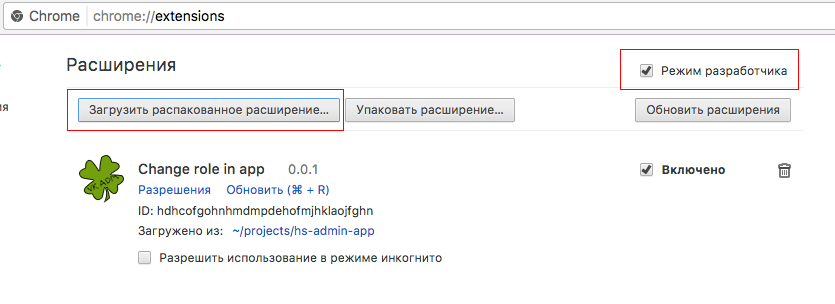 Chrome chrome://extensions
Расширения
Режим разработчика
Загрузить распакованное расширение...
Упаковать расширение...
Обновить расширения
Change role in app 0.0.1
Включено
Разрешения Обновить (⌘ + R)
ID: hdhcofgohnhmdmpdehofmjhklaojfghn
Загружено из: ~/projects/hs-admin-app
Разрешить использование в режиме инкогнито